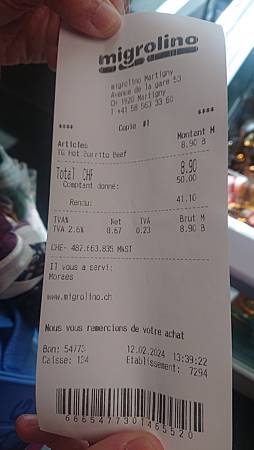 migrolino
migrolino Martigny
Avenue de la gare 53
CH 1920 Martigny
T +41 58 563 33 60
**** ****
Copie #1
Articles Montant M
TG Hot Burrito Beef 8.90 B
Total CHF 8.90
Comptant donné: 50.00
Rendu: 41.10
TVA% Net TVA Brut M
TVA 2.6% 8.67 0.23 8.90 B
CHE- 487.663.835 MWST
Il vous a servi:
Moraes
www.migrolino.ch
Nous vous remercions de votre achat
Bon: 54773 12.02.2024 13:39:22
Caisse: 134 Etablissement: 7294
6665477301465520